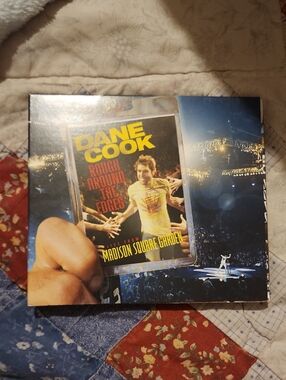 DANE
COOK
ROUGH
AROUND
THE
EDGES
MADISON SQUARE GARDEN